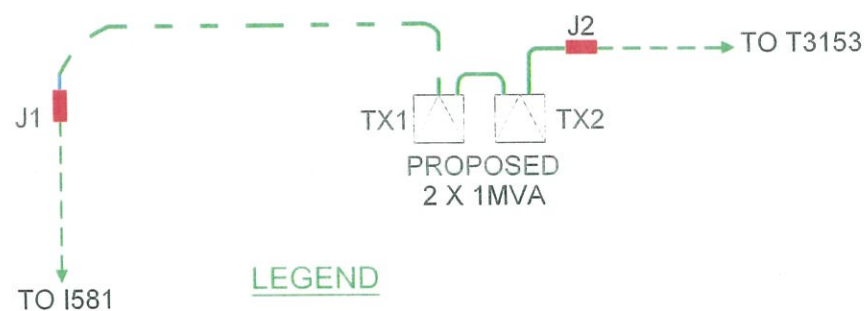 J2
TO T3153
J1
TX1
TX2
PROPOSED
2 X 1MVA
LEGEND
TO I581